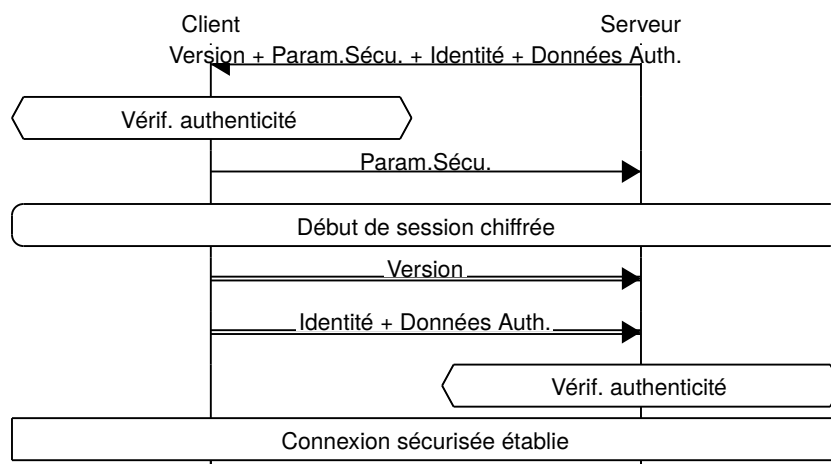 Client Serveur
Version + Param.Sécu. + Identité + Données Auth.
Vérif. authenticité
Param.Sécu.
Début de session chiffrée
Version
Identité + Données Auth.
Vérif. authenticité
Connexion sécurisée établie